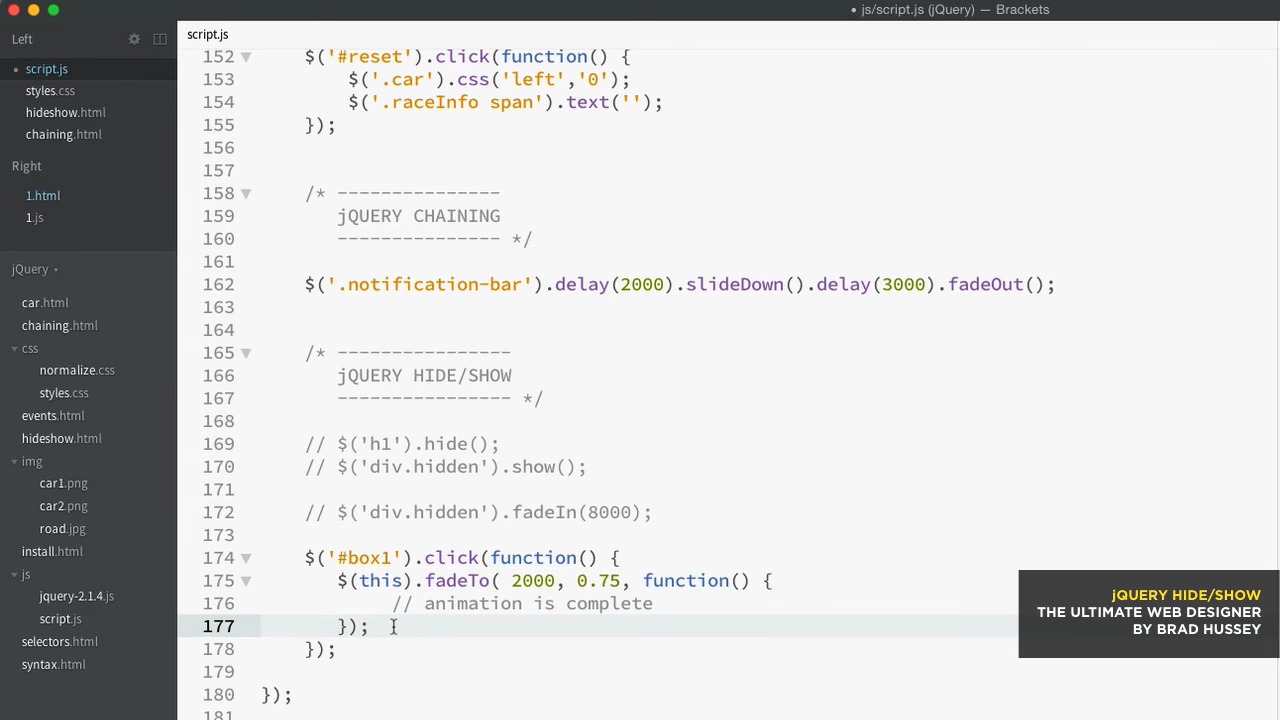 • js/script.js (jQuery) — Brackets
Left
• script.js
styles.css
hideshow.html
chaining.html
Right
1.html
1.js
jQuery
car.html
chaining.html
css
normalize.css
styles.css
events.html
hideshow.html
img
car1.png
car2.png
road.jpg
install.html
js
jquery-2.1.4.js
script.js
selectors.html
syntax.html
script.js
152 $('#reset').click(function() {
153 $('.car').css('left','0');
154 $('.raceInfo span').text('');
155 });
156
157
158 /* ---------------
159 jQUERY CHAINING
160 --------------- */
161
162 $('.notification-bar').delay(2000).slideDown().delay(3000).fadeOut();
163
164
165 /* ----------------
166 jQUERY HIDE/SHOW
167 ---------------- */
168
169 // $('h1').hide();
170 // $('div.hidden').show();
171
172 // $('div.hidden').fadeIn(8000);
173
174 $('#box1').click(function() {
175 $(this).fadeTo( 2000, 0.75, function() {
176 // animation is complete
177 });
178 });
179
180 });
181
jQUERY HIDE/SHOW
THE ULTIMATE WEB DESIGNER
BY BRAD HUSSEY